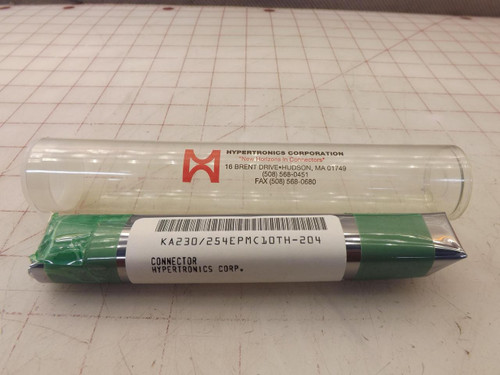 HYPERTRONICS CORPORATION
"New Horizons in Connectors"
16 BRENT DRIVE•HUDSON, MA 01749
(508) 568-0451
FAX (508) 568-0680
KA230/254EPMC10TH-204
CONNECTOR
HYPERTRONICS CORP.